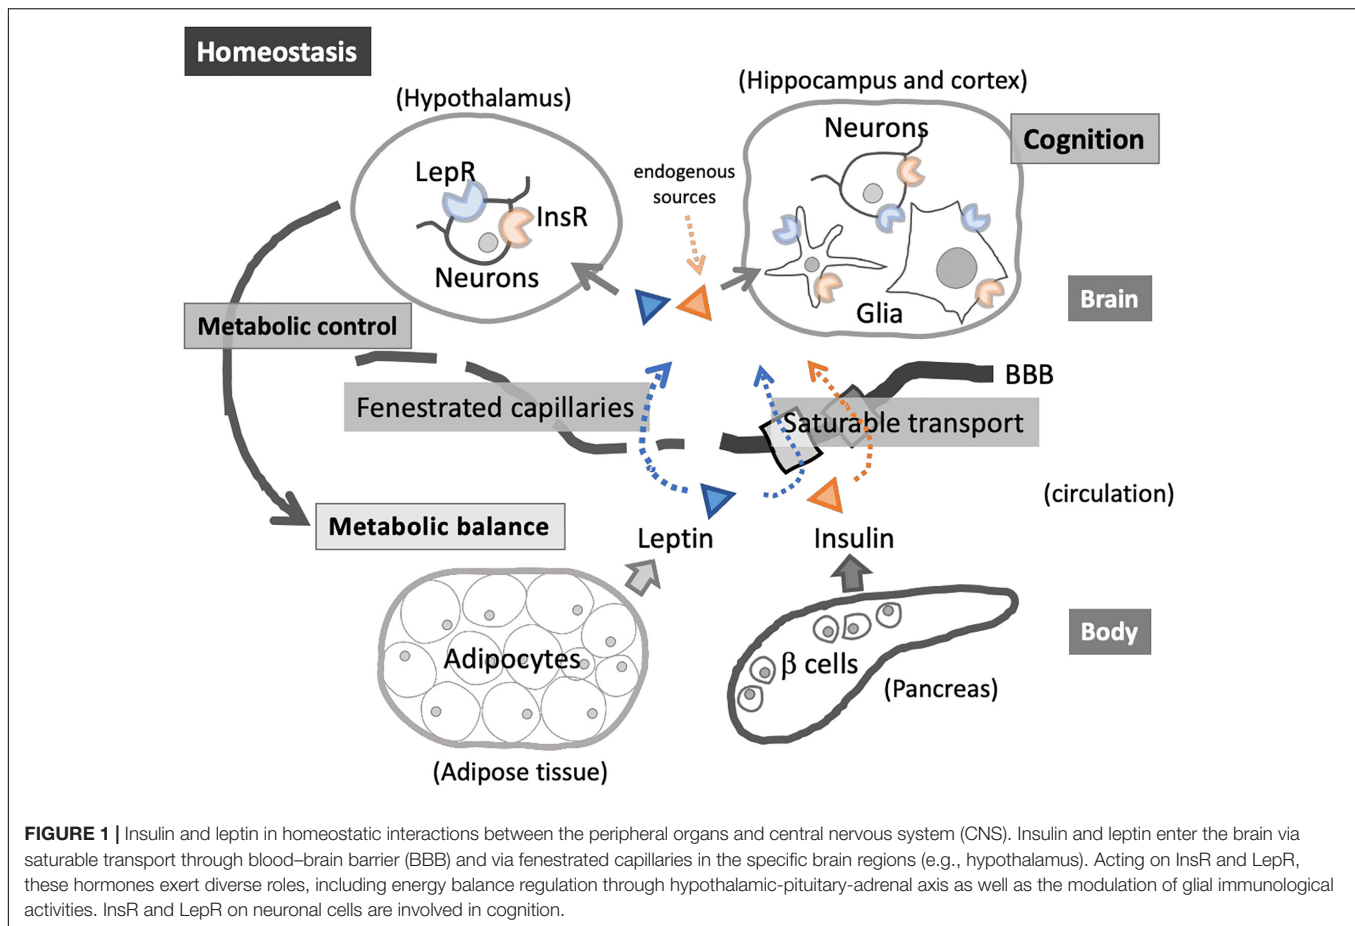 Homeostasis
(Hypothalamus)
(Hippocampus and cortex)
Neurons
Cognition
LepR
endogenous
sources
InsR
Neurons
Glia
Brain
Metabolic control
BBB
Fenestrated capillaries
Saturable transport
(circulation)
Metabolic balance
Leptin
Insulin
Body
Adipocytes
β cells
(Pancreas)
(Adipose tissue)
FIGURE 1 | Insulin and leptin in homeostatic interactions between the peripheral organs and central nervous system (CNS). Insulin and leptin enter the brain via
saturable transport through blood–brain barrier (BBB) and via fenestrated capillaries in the specific brain regions (e.g., hypothalamus). Acting on InsR and LepR,
these hormones exert diverse roles, including energy balance regulation through hypothalamic-pituitary-adrenal axis as well as the modulation of glial immunological
activities. InsR and LepR on neuronal cells are involved in cognition.